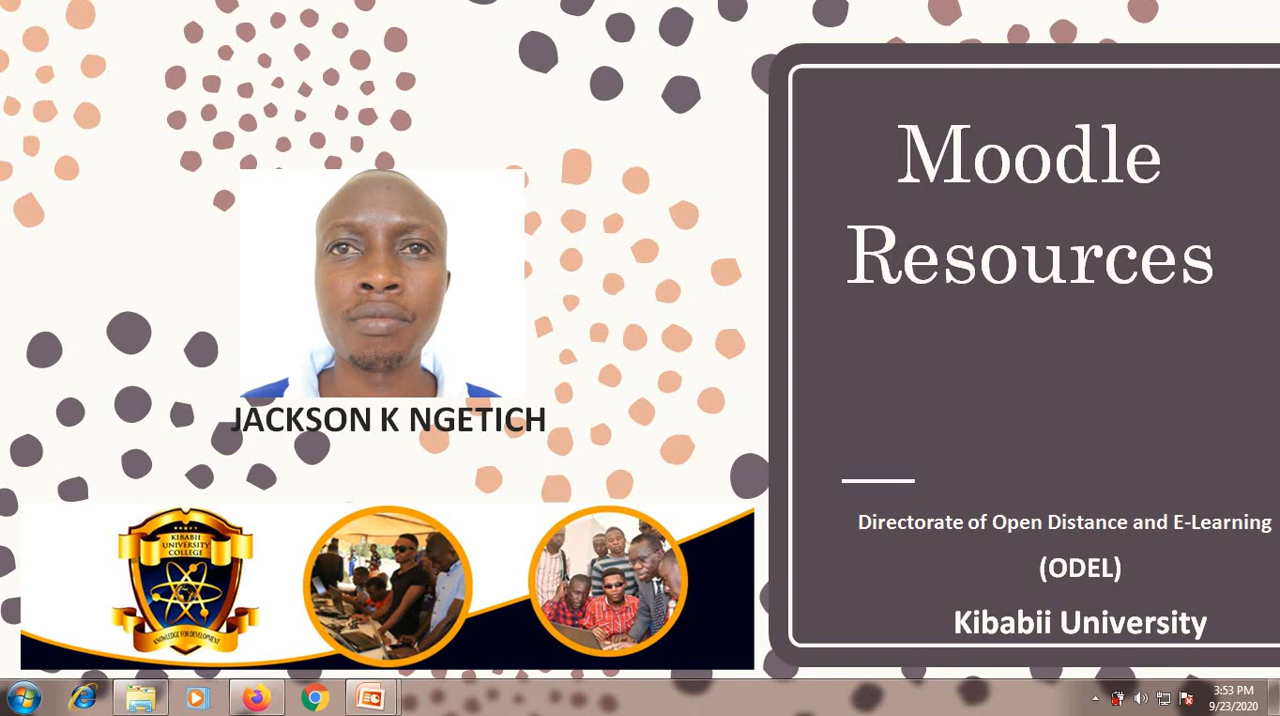 Moodle
Resources
JACKSON K NGETICH
KIBABII
UNIVERSITY
COLLEGE
KNOWLEDGE FOR DEVELOPMENT
Directorate of Open Distance and E-Learning
(ODEL)
Kibabii University
3:53 PM
9/23/2020